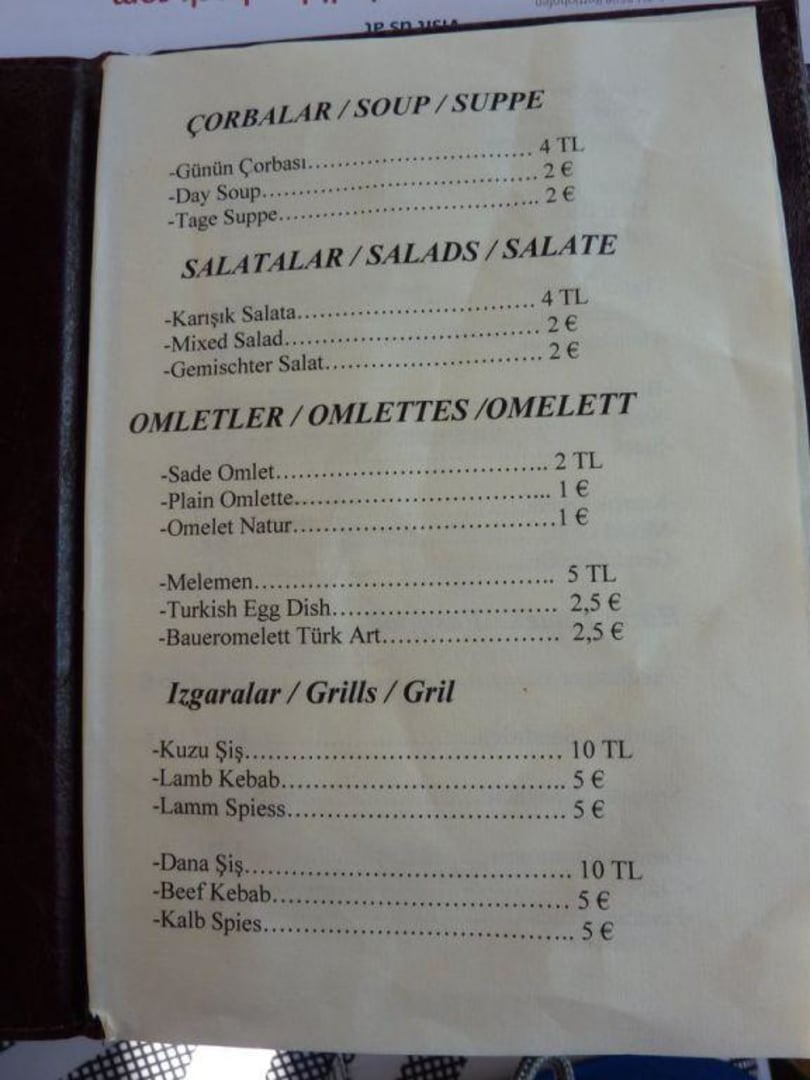 ÇORBALAR / SOUP / SUPPE
-Günün Çorbası................................. 4 TL
-Day Soup........................................ 2 €
-Tage Suppe..................................... 2 €
SALATALAR / SALADS / SALATE
-Karışık Salata.................................. 4 TL
-Mixed Salad..................................... 2 €
-Gemischter Salat............................... 2 €
OMLETLER / OMLETTES /OMELETT
-Sade Omlet...................................... 2 TL
-Plain Omlette.................................... 1 €
-Omelet Natur....................................1 €
-Melemen.......................................... 5 TL
-Turkish Egg Dish............................... 2,5 €
-Baueromelett Türk Art........................ 2,5 €
Izgaralar / Grills / Gril
-Kuzu Şiş........................................... 10 TL
-Lamb Kebab...................................... 5 €
-Lamm Spiess..................................... 5 €
-Dana Şiş............................................ 10 TL
-Beef Kebab........................................ 5 €
-Kalb Spies.......................................... 5 €